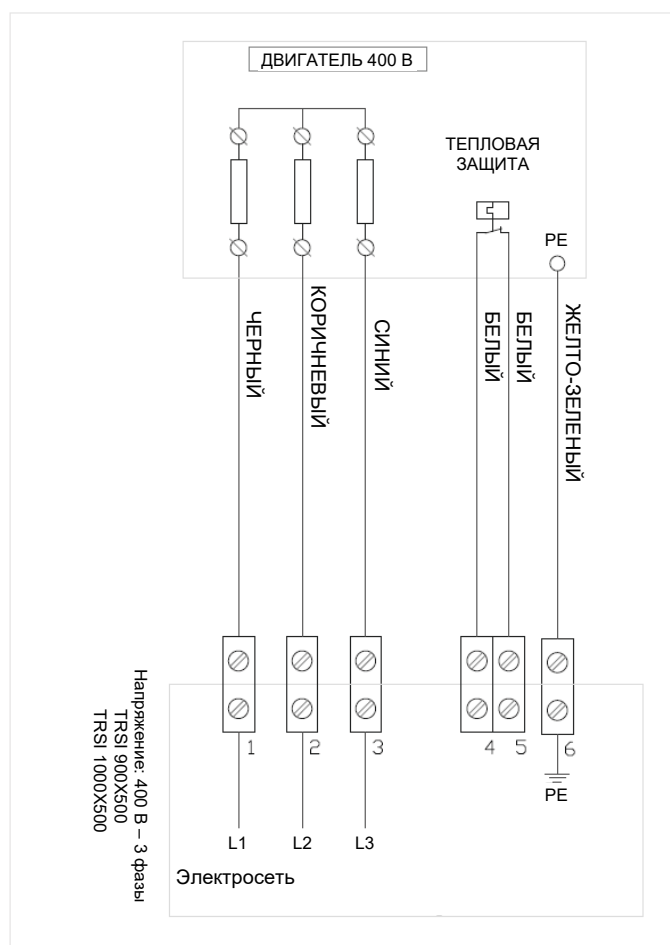 ДВИГАТЕЛЬ 400 В
ТЕПЛОВАЯ
ЗАЩИТА
PE
ЧЕРНЫЙ
КОРИЧНЕВЫЙ
СИНИЙ
БЕЛЫЙ
БЕЛЫЙ
ЖЕЛТО-ЗЕЛЕНЫЙ
1
2
3
4
5
6
PE
L1
L2
L3
Электросеть
Напряжение: 400 В – 3 фазы
TRSI 900X500
TRSI 1000X500